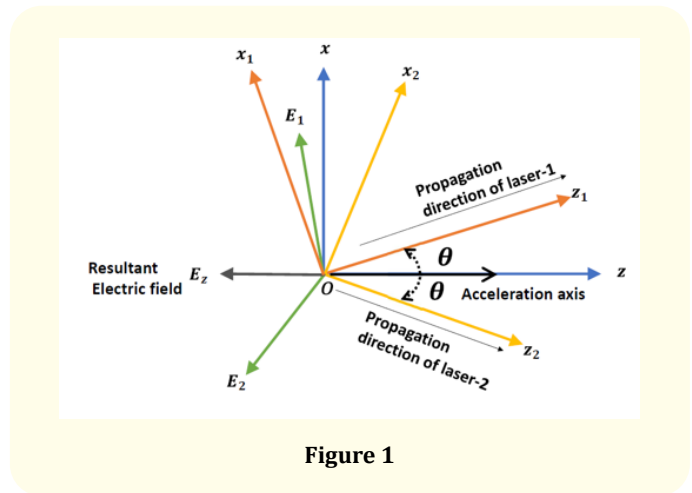 x₁
x
x₂
E₁
Propagation
direction of laser-1
z₁
θ
Resultant
Electric field
E_z
O
θ
Acceleration axis
z
Propagation
direction of laser-2
z₂
E₂
Figure 1